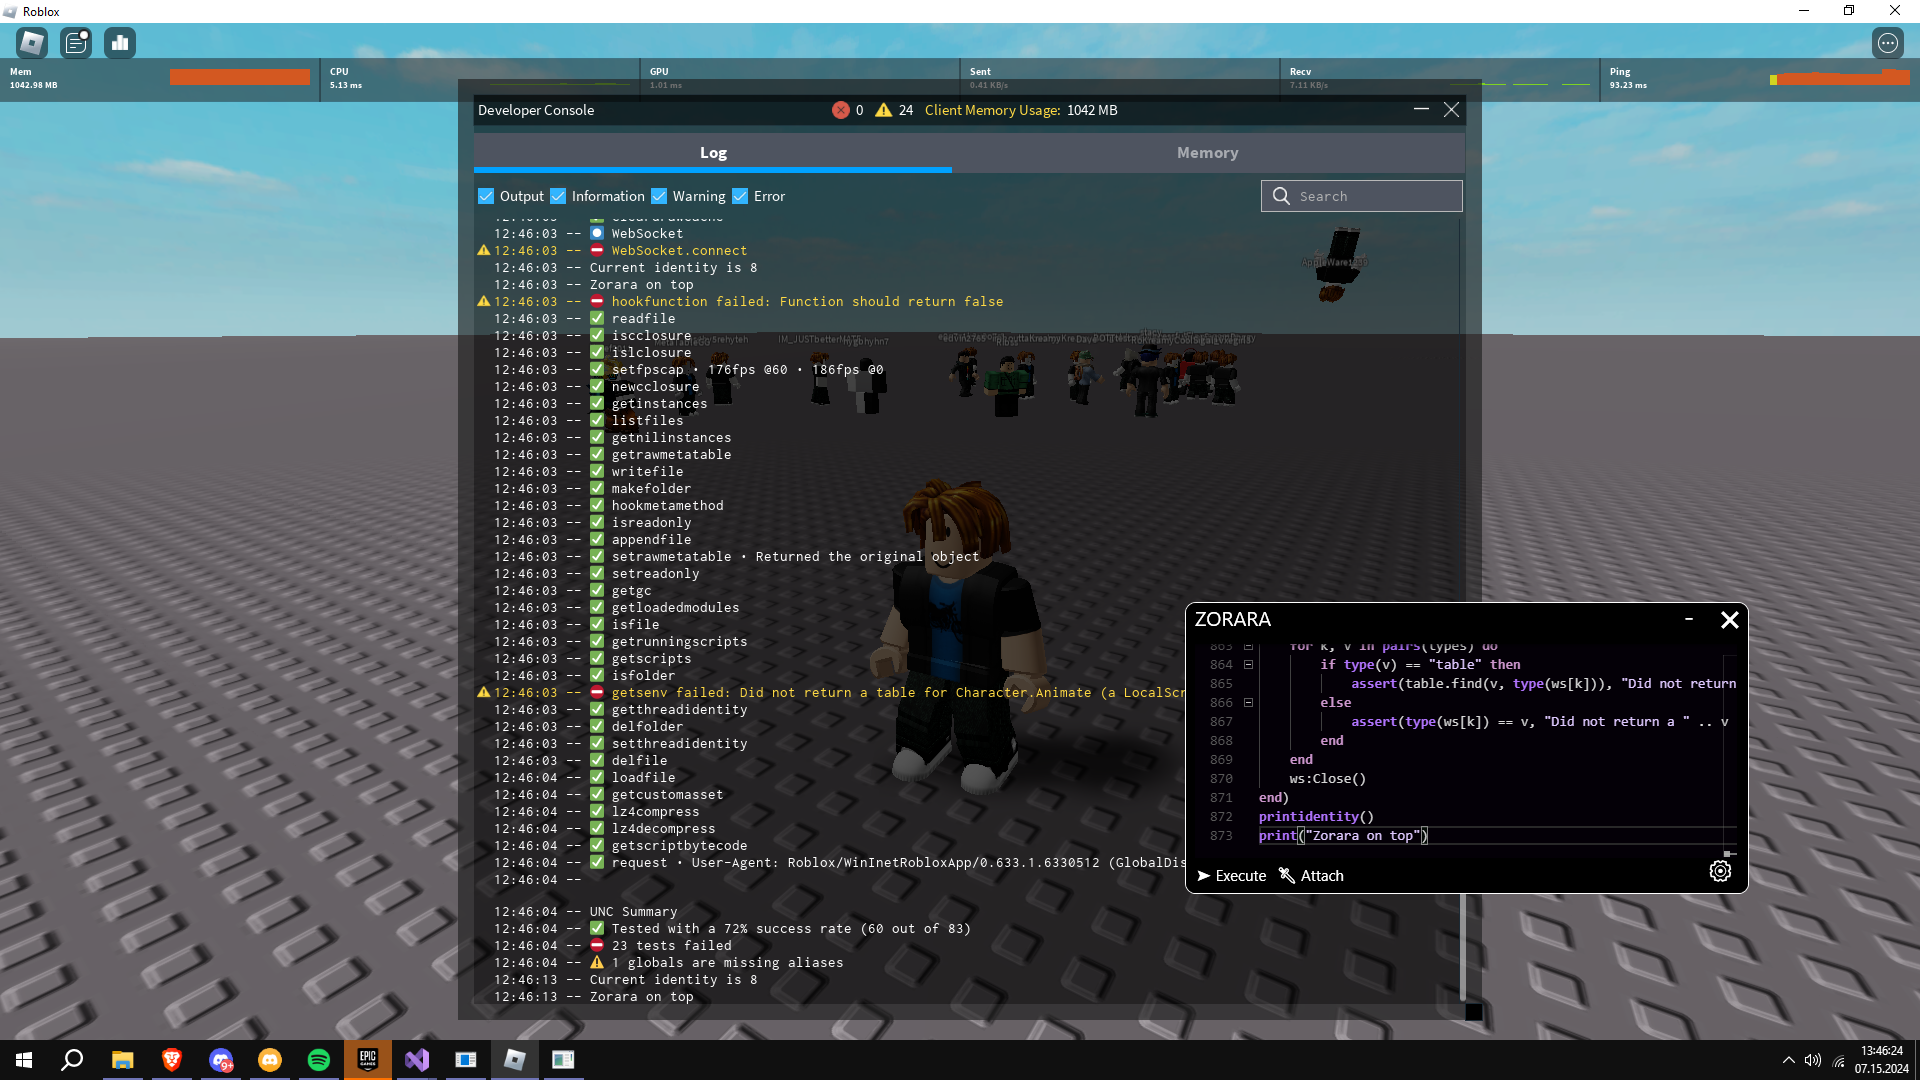 Roblox
Mem
1042.98 MB
CPU
5.13 ms
GPU
1.01 ms
Sent
0.41 KB/s
Recv
7.11 KB/s
Ping
93.23 ms
Developer Console
0
24
Client Memory Usage: 1042 MB
Log
Memory
Output
Information
Warning
Error
Search
12:46:03 -- WebSocket
12:46:03 -- WebSocket.connect
12:46:03 -- Current identity is 8
12:46:03 -- Zorara on top
12:46:03 -- hookfunction failed: Function should return false
12:46:03 -- readfile
12:46:03 -- iscclosure
12:46:03 -- islclosure
12:46:03 -- setfpscap • 176fps @60 • 186fps @0
12:46:03 -- newcclosure
12:46:03 -- getinstances
12:46:03 -- listfiles
12:46:03 -- getnilinstances
12:46:03 -- getrawmetatable
12:46:03 -- writefile
12:46:03 -- makefolder
12:46:03 -- hookmetamethod
12:46:03 -- isreadonly
12:46:03 -- appendfile
12:46:03 -- setrawmetatable • Returned the original object
12:46:03 -- setreadonly
12:46:03 -- getgc
12:46:03 -- getloadedmodules
12:46:03 -- isfile
12:46:03 -- getrunningscripts
12:46:03 -- getscripts
12:46:03 -- isfolder
12:46:03 -- getsenv failed: Did not return a table for Character.Animate (a LocalScr
12:46:03 -- getthreadidentity
12:46:03 -- delfolder
12:46:03 -- setthreadidentity
12:46:03 -- delfile
12:46:04 -- loadfile
12:46:04 -- getcustomasset
12:46:04 -- lz4compress
12:46:04 -- lz4decompress
12:46:04 -- getscriptbytecode
12:46:04 -- request • User-Agent: Roblox/WinInetRobloxApp/0.633.1.6330512 (GlobalDis
12:46:04 --
12:46:04 -- UNC Summary
12:46:04 -- Tested with a 72% success rate (60 out of 83)
12:46:04 -- 23 tests failed
12:46:04 -- 1 globals are missing aliases
12:46:13 -- Current identity is 8
12:46:13 -- Zorara on top
ZORARA
863 for k, v in pairs(types) do
864 if type(v) == "table" then
865 assert(table.find(v, type(ws[k])), "Did not return
866 else
867 assert(type(ws[k]) == v, "Did not return a " .. v
868 end
869 end
870 ws:Close()
871 end)
872 printidentity()
873 print("Zorara on top")
Execute
Attach
EPIC
GAMES
9+
13:46:24
07.15.2024